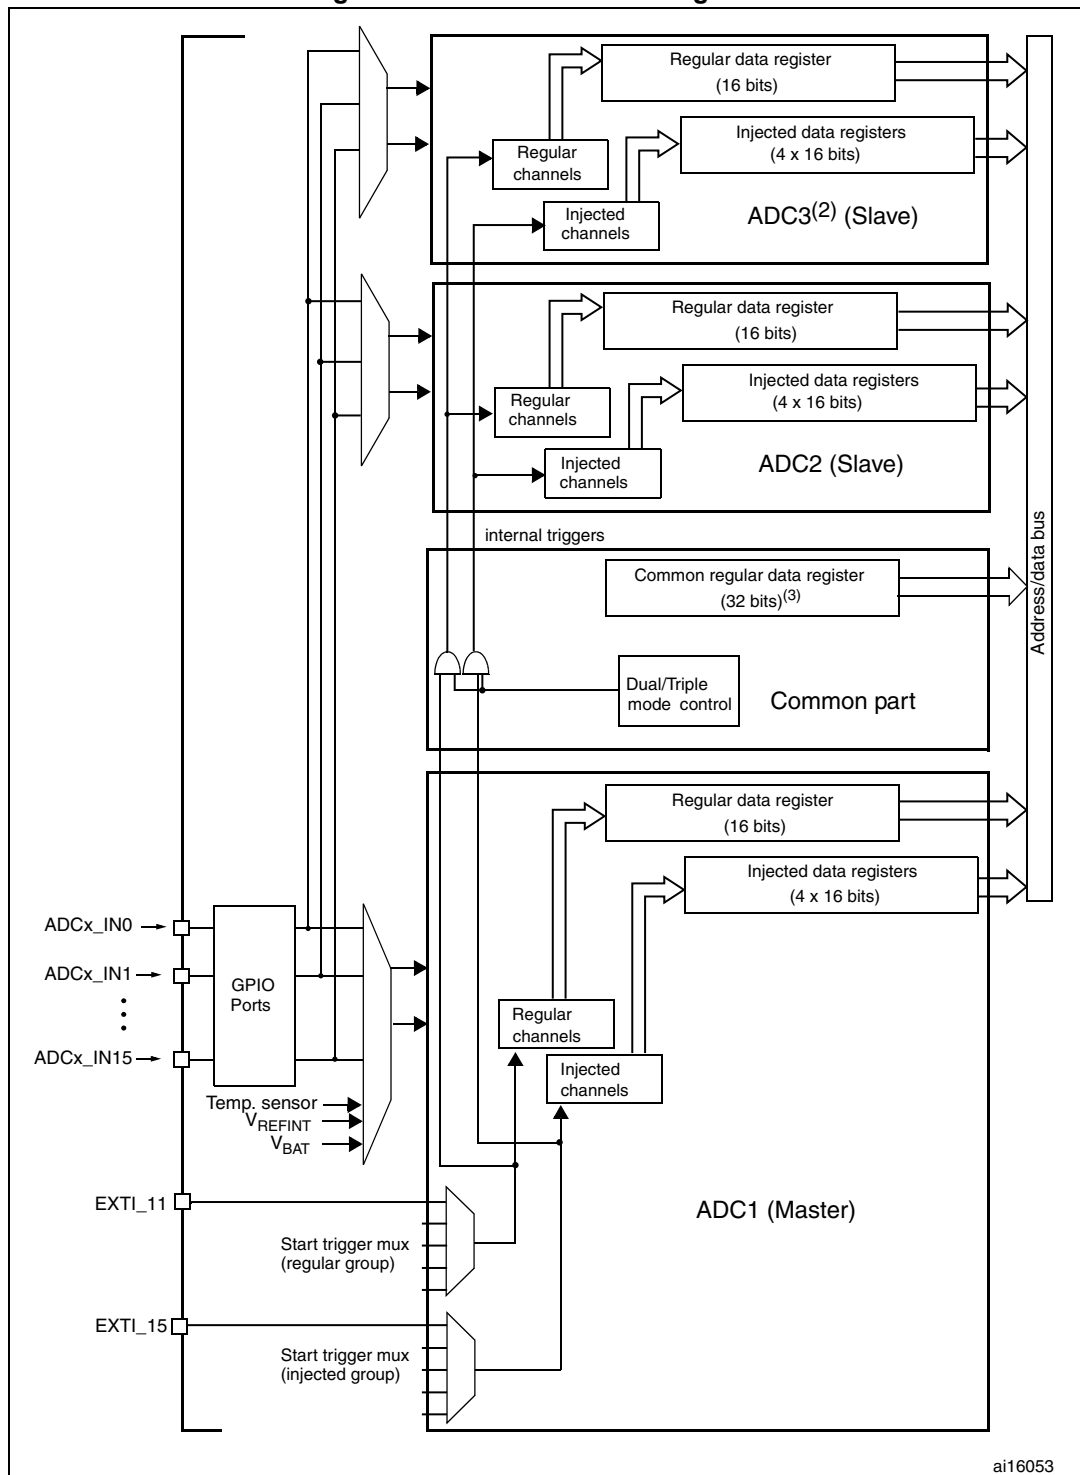 Regular data register
(16 bits)
Injected data registers
(4 x 16 bits)
Regular
channels
Injected
channels
ADC3(2) (Slave)
Regular data register
(16 bits)
Injected data registers
(4 x 16 bits)
Regular
channels
Injected
channels
ADC2 (Slave)
internal triggers
Common regular data register
(32 bits)(3)
Dual/Triple
mode control
Common part
Address/data bus
Regular data register
(16 bits)
Injected data registers
(4 x 16 bits)
ADCx_IN0
ADCx_IN1
ADCx_IN15
GPIO
Ports
Regular
channels
Injected
channels
Temp. sensor
VREFINT
VBAT
EXTI_11
ADC1 (Master)
Start trigger mux
(regular group)
EXTI_15
Start trigger mux
(injected group)
ai16053